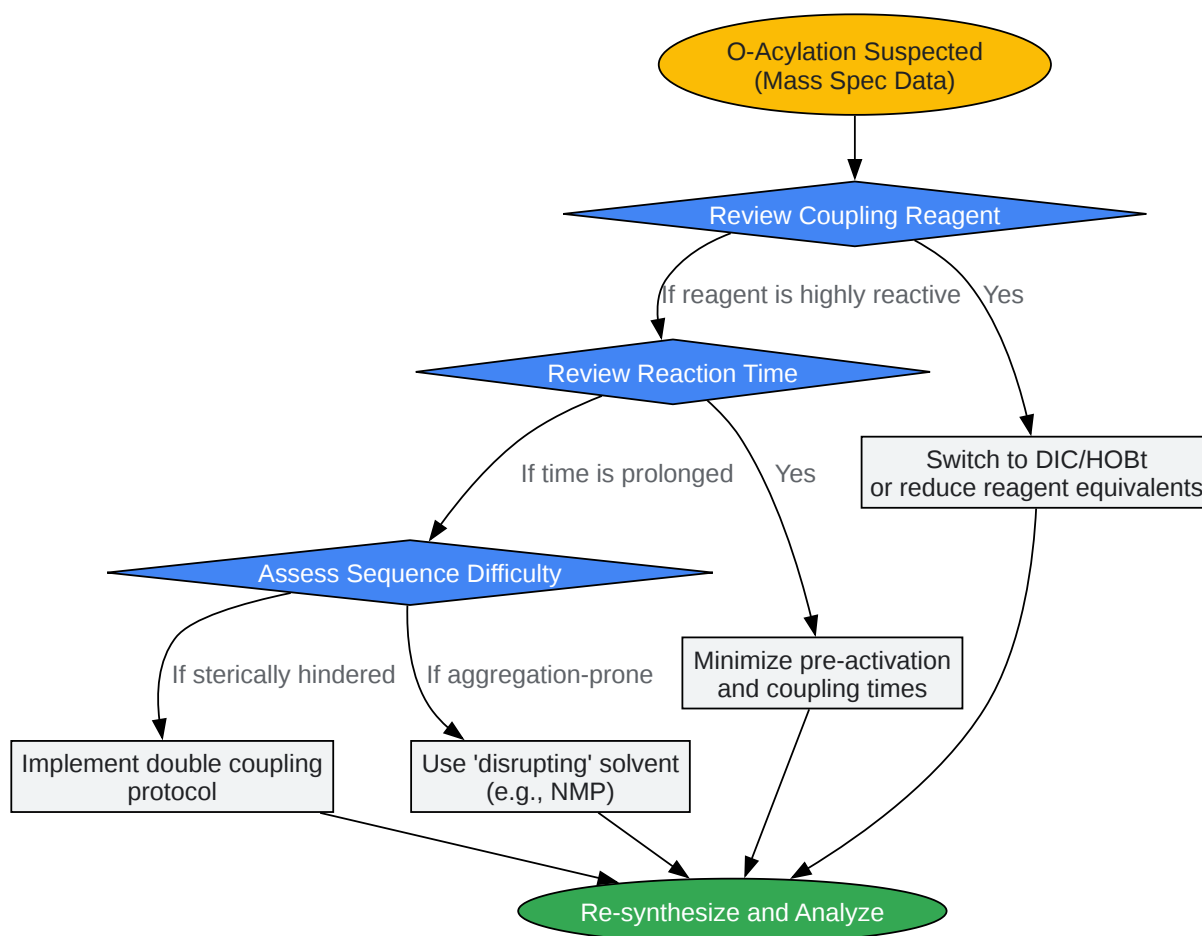 O-Acylation Suspected
(Mass Spec Data)
Review Coupling Reagent
If reagent is highly reactive
Yes
Review Reaction Time
If time is prolonged
Yes
Switch to DIC/HOBt
or reduce reagent equivalents
Assess Sequence Difficulty
If sterically hindered
If aggregation-prone
Minimize pre-activation
and coupling times
Implement double coupling
protocol
Use 'disrupting' solvent
(e.g., NMP)
Re-synthesize and Analyze